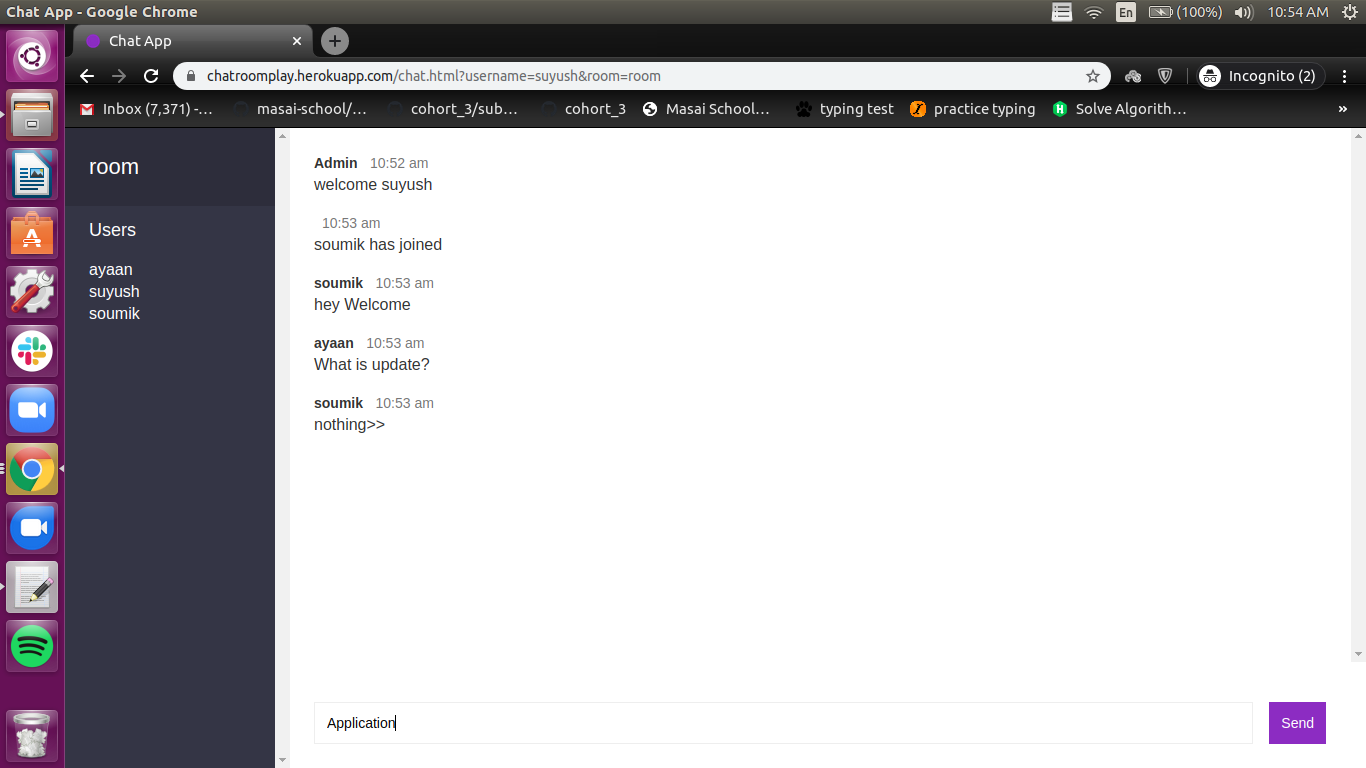 Chat App - Google Chrome
En
(100%)
10:54 AM
Chat App
chatroomplay.herokuapp.com/chat.html?username=suyush&room=room
Incognito (2)
Inbox (7,371) -...
masai-school/...
cohort_3/sub...
cohort_3
Masai School...
typing test
practice typing
Solve Algorith...
»
room
Users
ayaan
suyush
soumik
Admin 10:52 am
welcome suyush
10:53 am
soumik has joined
soumik 10:53 am
hey Welcome
ayaan 10:53 am
What is update?
soumik 10:53 am
nothing>>
Application
Send